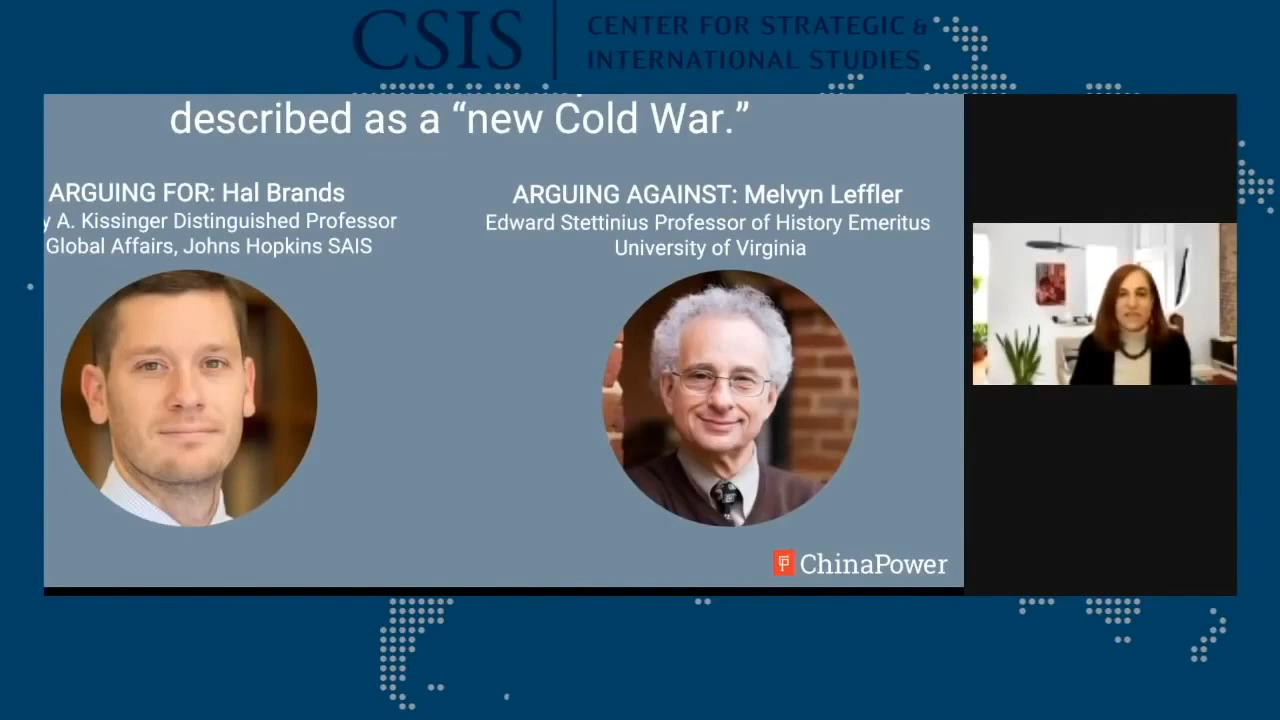 CSIS
CENTER FOR STRATEGIC &
INTERNATIONAL STUDIES
described as a “new Cold War.”
ARGUING FOR: Hal Brands
y A. Kissinger Distinguished Professor
Global Affairs, Johns Hopkins SAIS
ARGUING AGAINST: Melvyn Leffler
Edward Stettinius Professor of History Emeritus
University of Virginia
ChinaPower